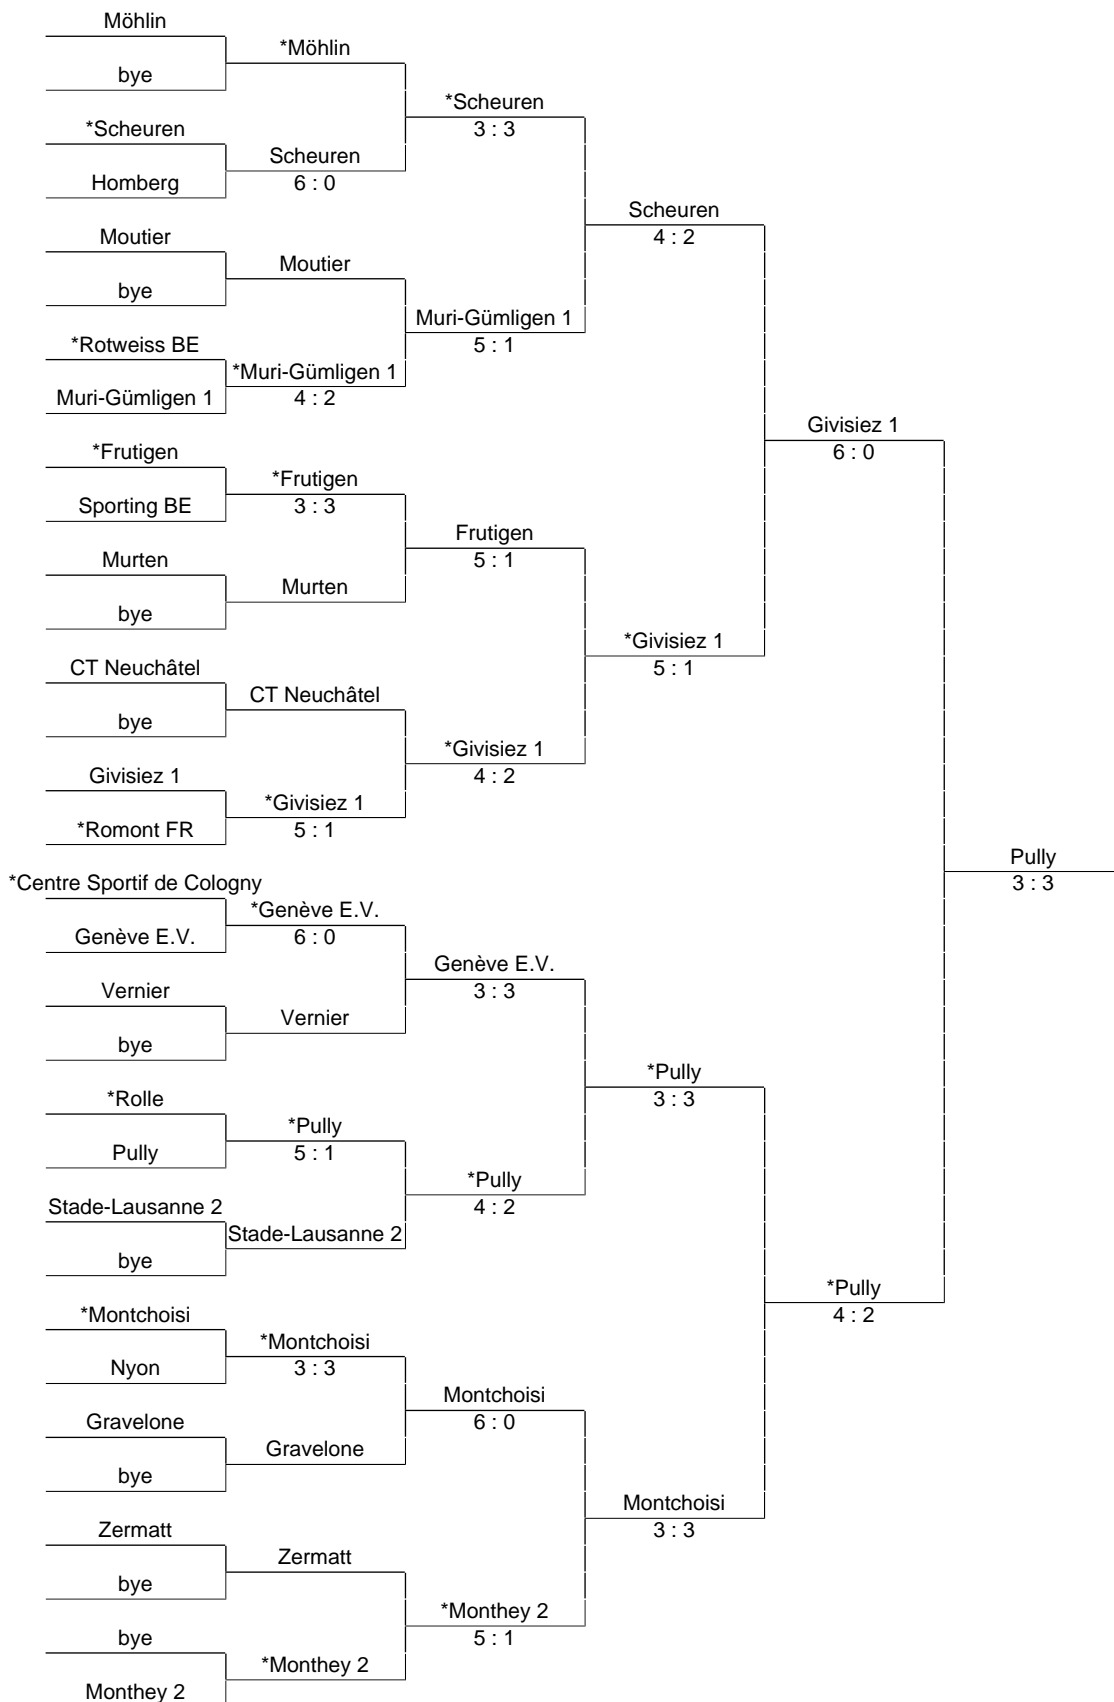 Möhlin
*Möhlin
bye
*Scheuren
3 : 3
*Scheuren
Scheuren
6 : 0
Homberg
Scheuren
4 : 2
Moutier
Moutier
bye
Muri-Gümligen 1
5 : 1
*Rotweiss BE
*Muri-Gümligen 1
4 : 2
Muri-Gümligen 1
Givisiez 1
6 : 0
*Frutigen
*Frutigen
3 : 3
Sporting BE
Frutigen
5 : 1
Murten
Murten
bye
*Givisiez 1
5 : 1
CT Neuchâtel
CT Neuchâtel
bye
*Givisiez 1
4 : 2
Givisiez 1
*Givisiez 1
5 : 1
*Romont FR
Pully
3 : 3
*Centre Sportif de Cologny
*Genève E.V.
6 : 0
Genève E.V.
Genève E.V.
3 : 3
Vernier
Vernier
bye
*Pully
3 : 3
*Rolle
*Pully
5 : 1
Pully
*Pully
4 : 2
Stade-Lausanne 2
Stade-Lausanne 2
bye
*Pully
4 : 2
*Montchoisi
*Montchoisi
3 : 3
Nyon
Montchoisi
6 : 0
Gravelone
Gravelone
bye
Montchoisi
3 : 3
Zermatt
Zermatt
bye
*Monthey 2
5 : 1
bye
*Monthey 2
Monthey 2